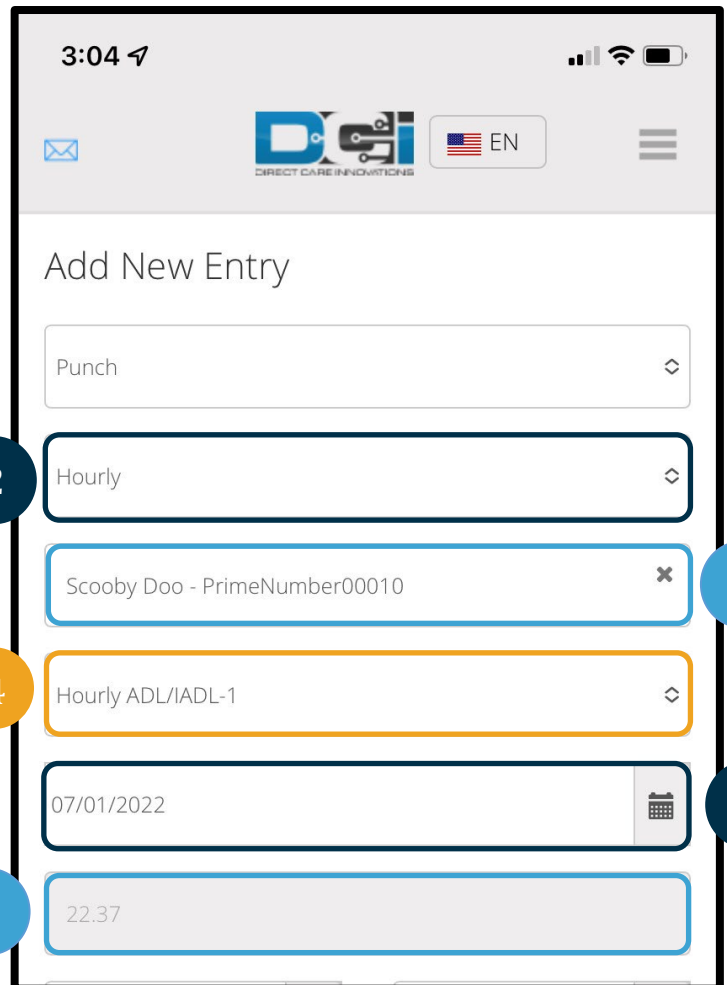 3:04
DCI EN
DIRECT CARE INNOVATIONS
Add New Entry
Punch
Hourly
Scooby Doo - PrimeNumber00010
4
Hourly ADL/IADL-1
07/01/2022
22.37